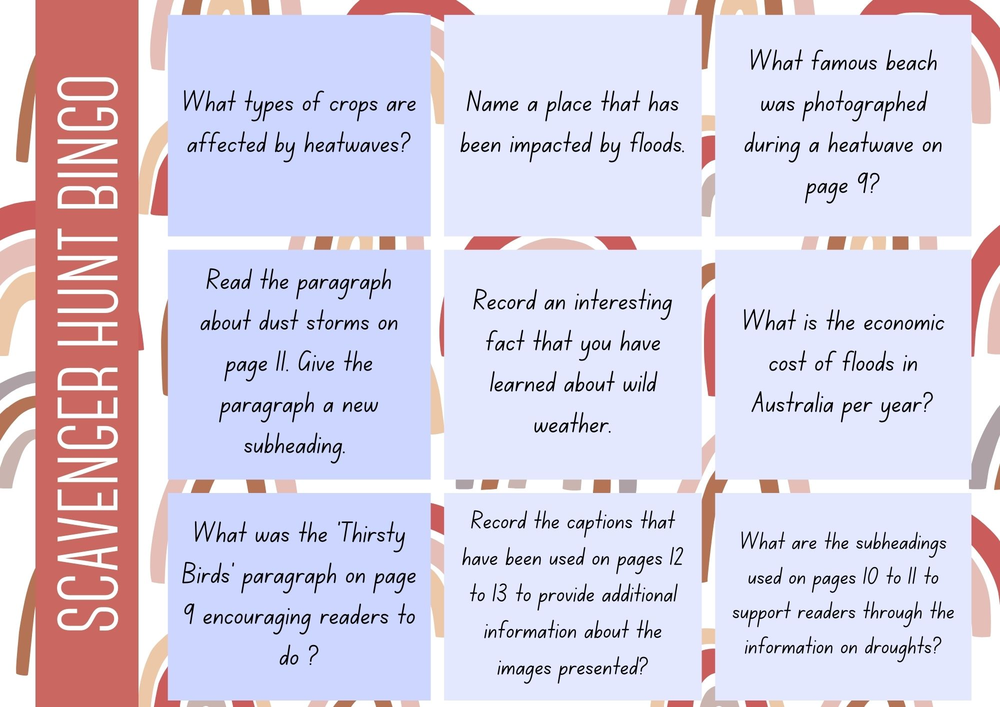 SCAVENGER HUNT BINGO
What types of crops are
affected by heatwaves?
Name a place that has
been impacted by floods.
What famous beach
was photographed
during a heatwave on
page 9?
Read the paragraph
about dust storms on
page 11. Give the
paragraph a new
subheading.
Record an interesting
fact that you have
learned about wild
weather.
What is the economic
cost of floods in
Australia per year?
What was the 'Thirsty
Birds' paragraph on page
9 encouraging readers to
do ?
Record the captions that
have been used on pages 12
to 13 to provide additional
information about the
images presented?
What are the subheadings
used on pages 10 to 11 to
support readers through the
information on droughts?